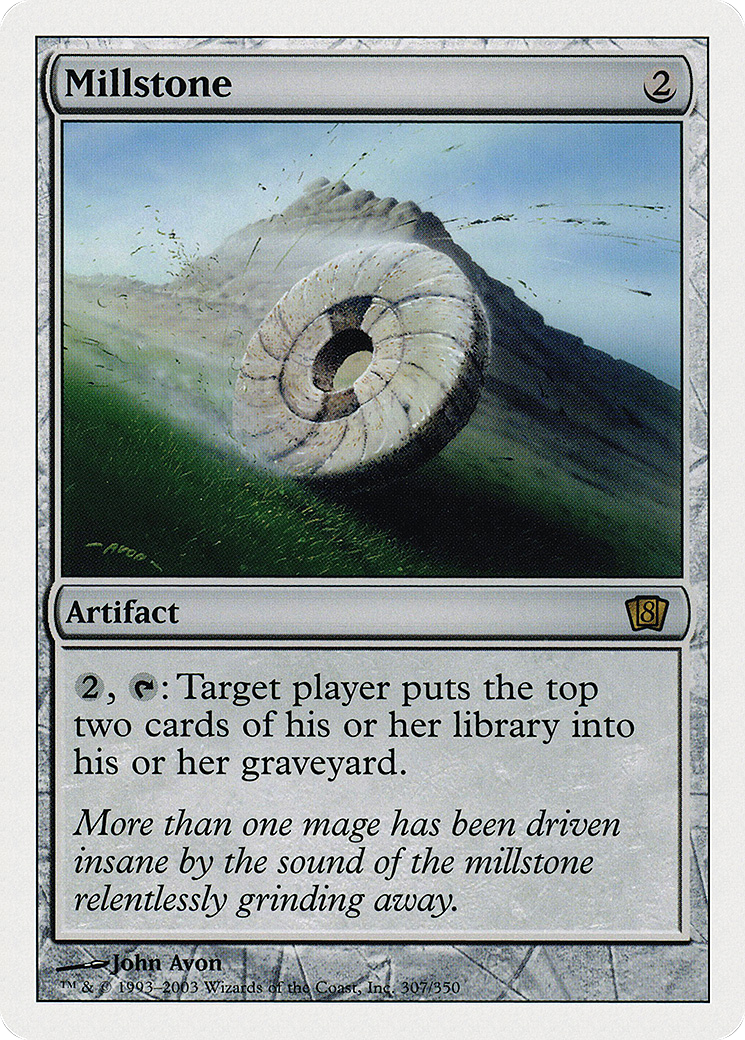 Millstone 2
AVON
Artifact 8
2, : Target player puts the top
two cards of his or her library into
his or her graveyard.
More than one mage has been driven
insane by the sound of the millstone
relentlessly grinding away.
John Avon
™ & © 1993–2003 Wizards of the Coast, Inc. 307/350